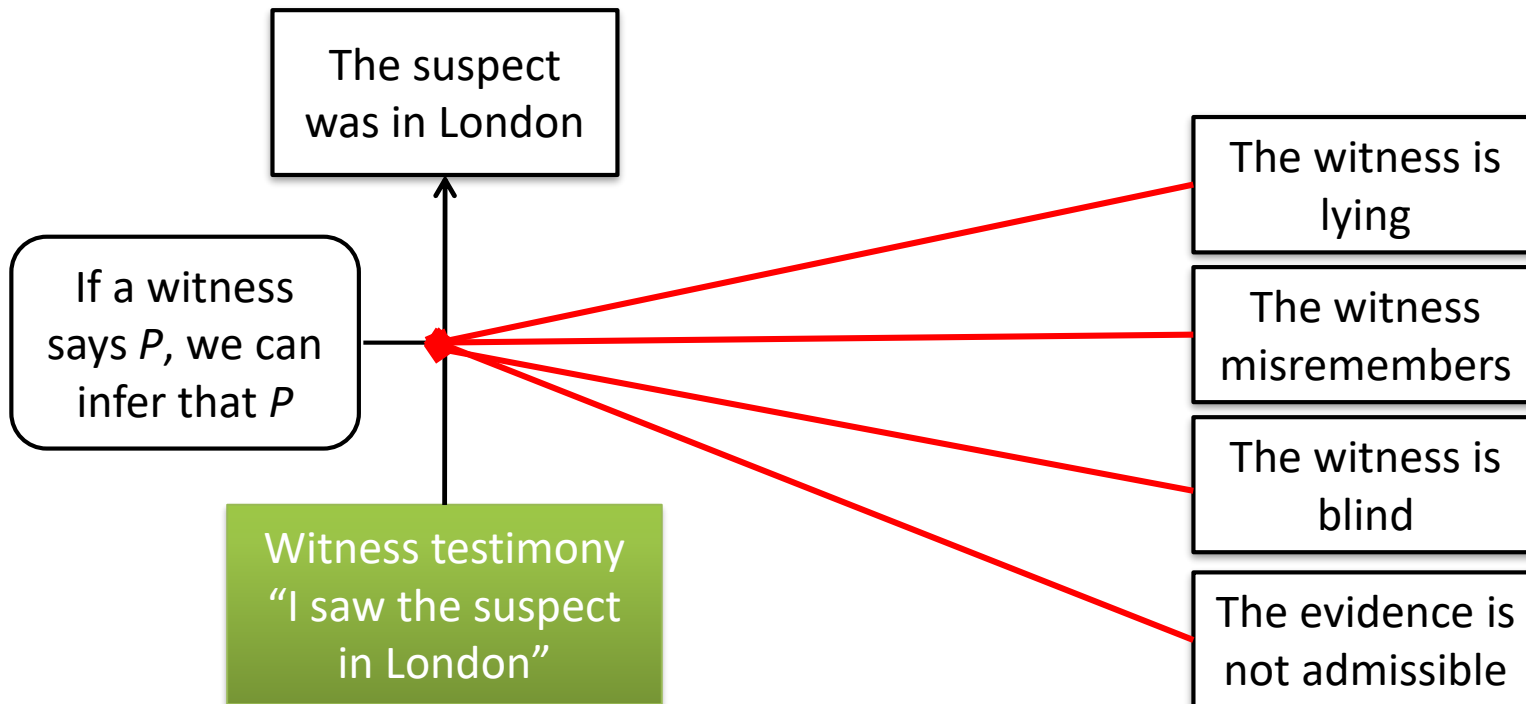 The suspect
was in London
If a witness
says P, we can
infer that P
Witness testimony
“I saw the suspect
in London”
The witness is
lying
The witness
misremembers
The witness is
blind
The evidence is
not admissible